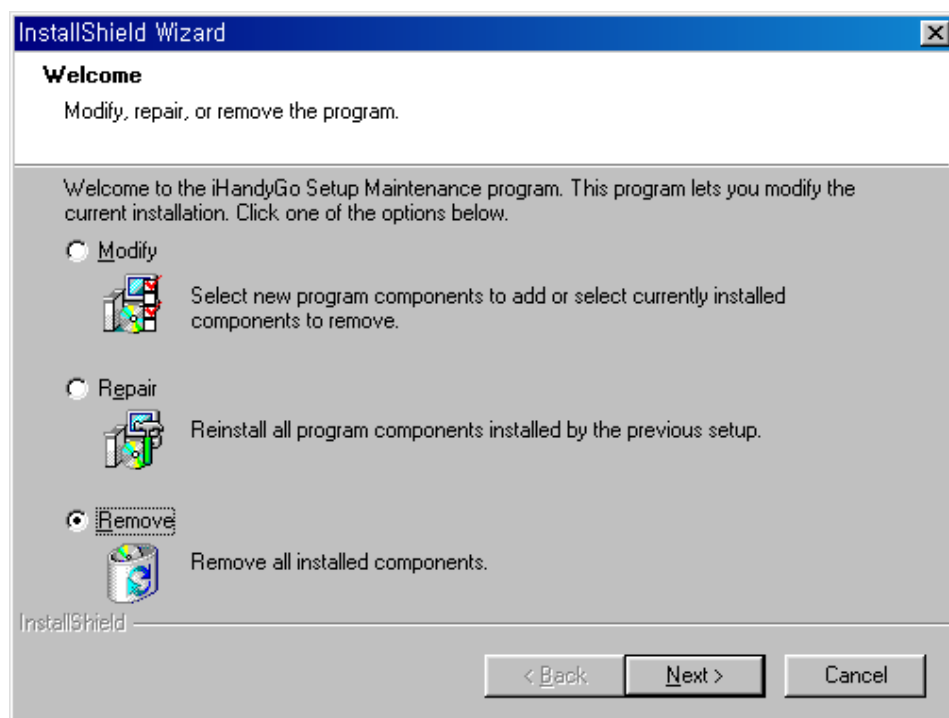 InstallShield Wizard
Welcome
Modify, repair, or remove the program.
Welcome to the iHandyGo Setup Maintenance program. This program lets you modify the
current installation. Click one of the options below.
Modify
Select new program components to add or select currently installed
components to remove.
Repair
Reinstall all program components installed by the previous setup.
Remove
Remove all installed components.
InstallShield
< Back
Next >
Cancel